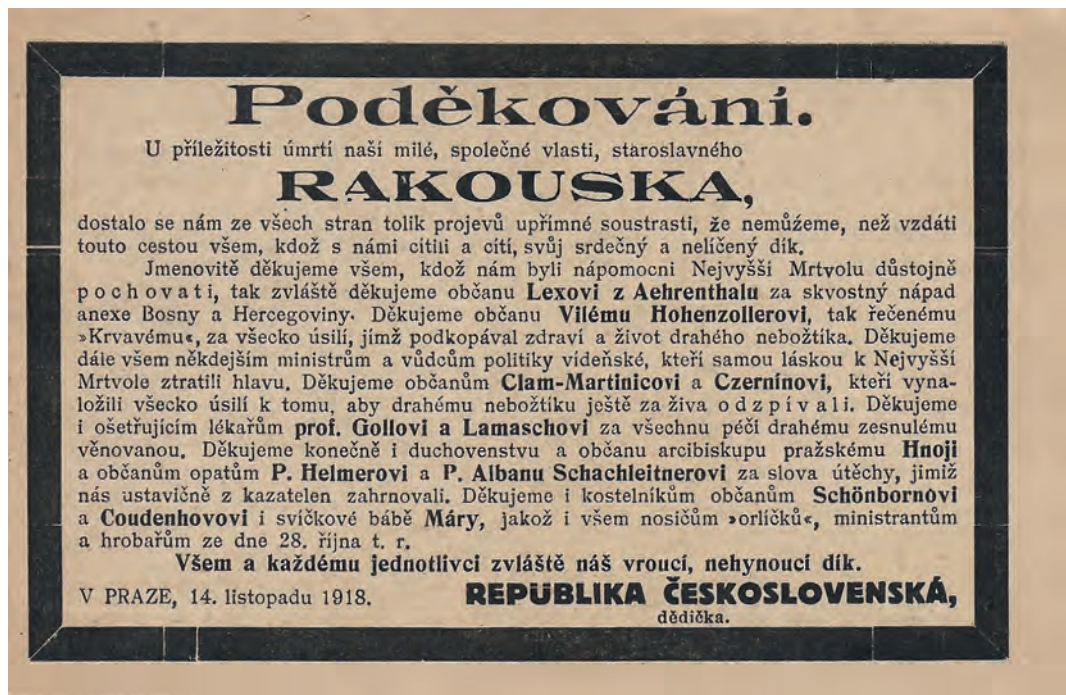 Poděkování.
U příležitosti úmrtí naší milé, společné vlasti, staroslavného
RAKOUSKA,
dostalo se nám ze všech stran tolik projevů upřímné soustrasti, že nemůžeme, než vzdáti
touto cestou všem, kdož s námi cítili a cítí, svůj srdečný a nelíčený dík.
Jmenovitě děkujeme všem, kdož nám byli nápomocni Nejvyšší Mrtvolu důstojně
pochovati, tak zvláště děkujeme občanu Lexovi z Aehrenthalu za skvostný nápad
anexe Bosny a Hercegoviny. Děkujeme občanu Vilému Hohenzollerovi, tak řečenému
»Krvavému«, za všecko úsilí, jímž podkopával zdraví a život drahého nebožtíka. Děkujeme
dále všem někdejším ministrům a vůdcům politiky vídeňské, kteří samou láskou k Nejvyšší
Mrtvole ztratili hlavu. Děkujeme občanům Clam-Martinicovi a Czernínovi, kteří vyna-
ložili všecko úsilí k tomu, aby drahému nebožtíku ještě za živa odzpívali. Děkujeme
i ošetřujícím lékařům prof. Gollovi a Lamaschovi za všechnu péči drahému zesnulému
věnovanou. Děkujeme konečně i duchovenstvu a občanu arcibiskupu pražskému Hnoji
a občanům opatům P. Helmerovi a P. Albanu Schachleitnerovi za slova útěchy, jimiž
nás ustavičně z kazatelen zahrnovali. Děkujeme i kostelníkům občanům Schönbornovi
a Coudenhovovi i svíčkové bábě Máry, jakož i všem nosičům »orlíčků«, ministrantům
a hrobařům ze dne 28. října t. r.
Všem a každému jednotlivci zvláště náš vroucí, nehynoucí dík.
V PRAZE, 14. listopadu 1918. REPUBLIKA ČESKOSLOVENSKÁ,
dědička.